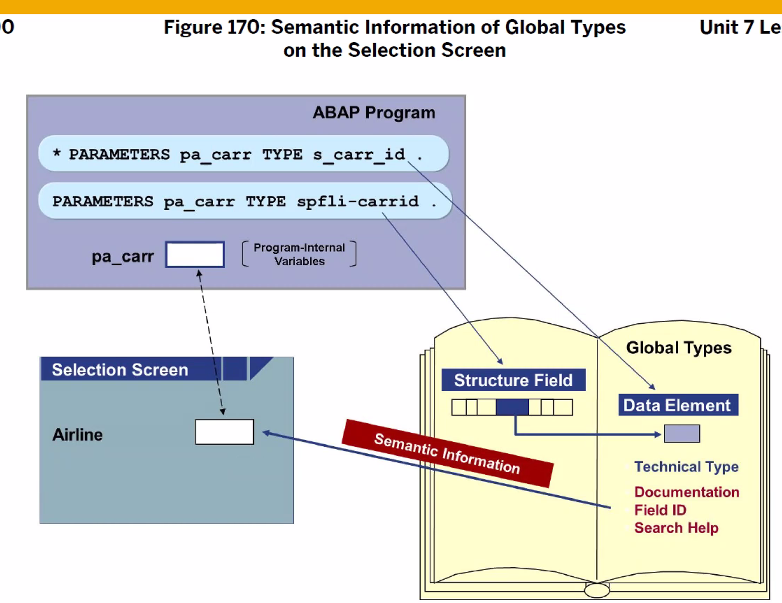 00
Figure 170: Semantic Information of Global Types
on the Selection Screen
Unit 7 Le
ABAP Program
* PARAMETERS pa_carr TYPE s_carr_id .
PARAMETERS pa_carr TYPE spfli-carrid .
pa_carr
Program-Internal
Variables
Selection Screen
Airline
Semantic Information
Global Types
Structure Field
Data Element
Technical Type
Documentation
Field ID
Search Help